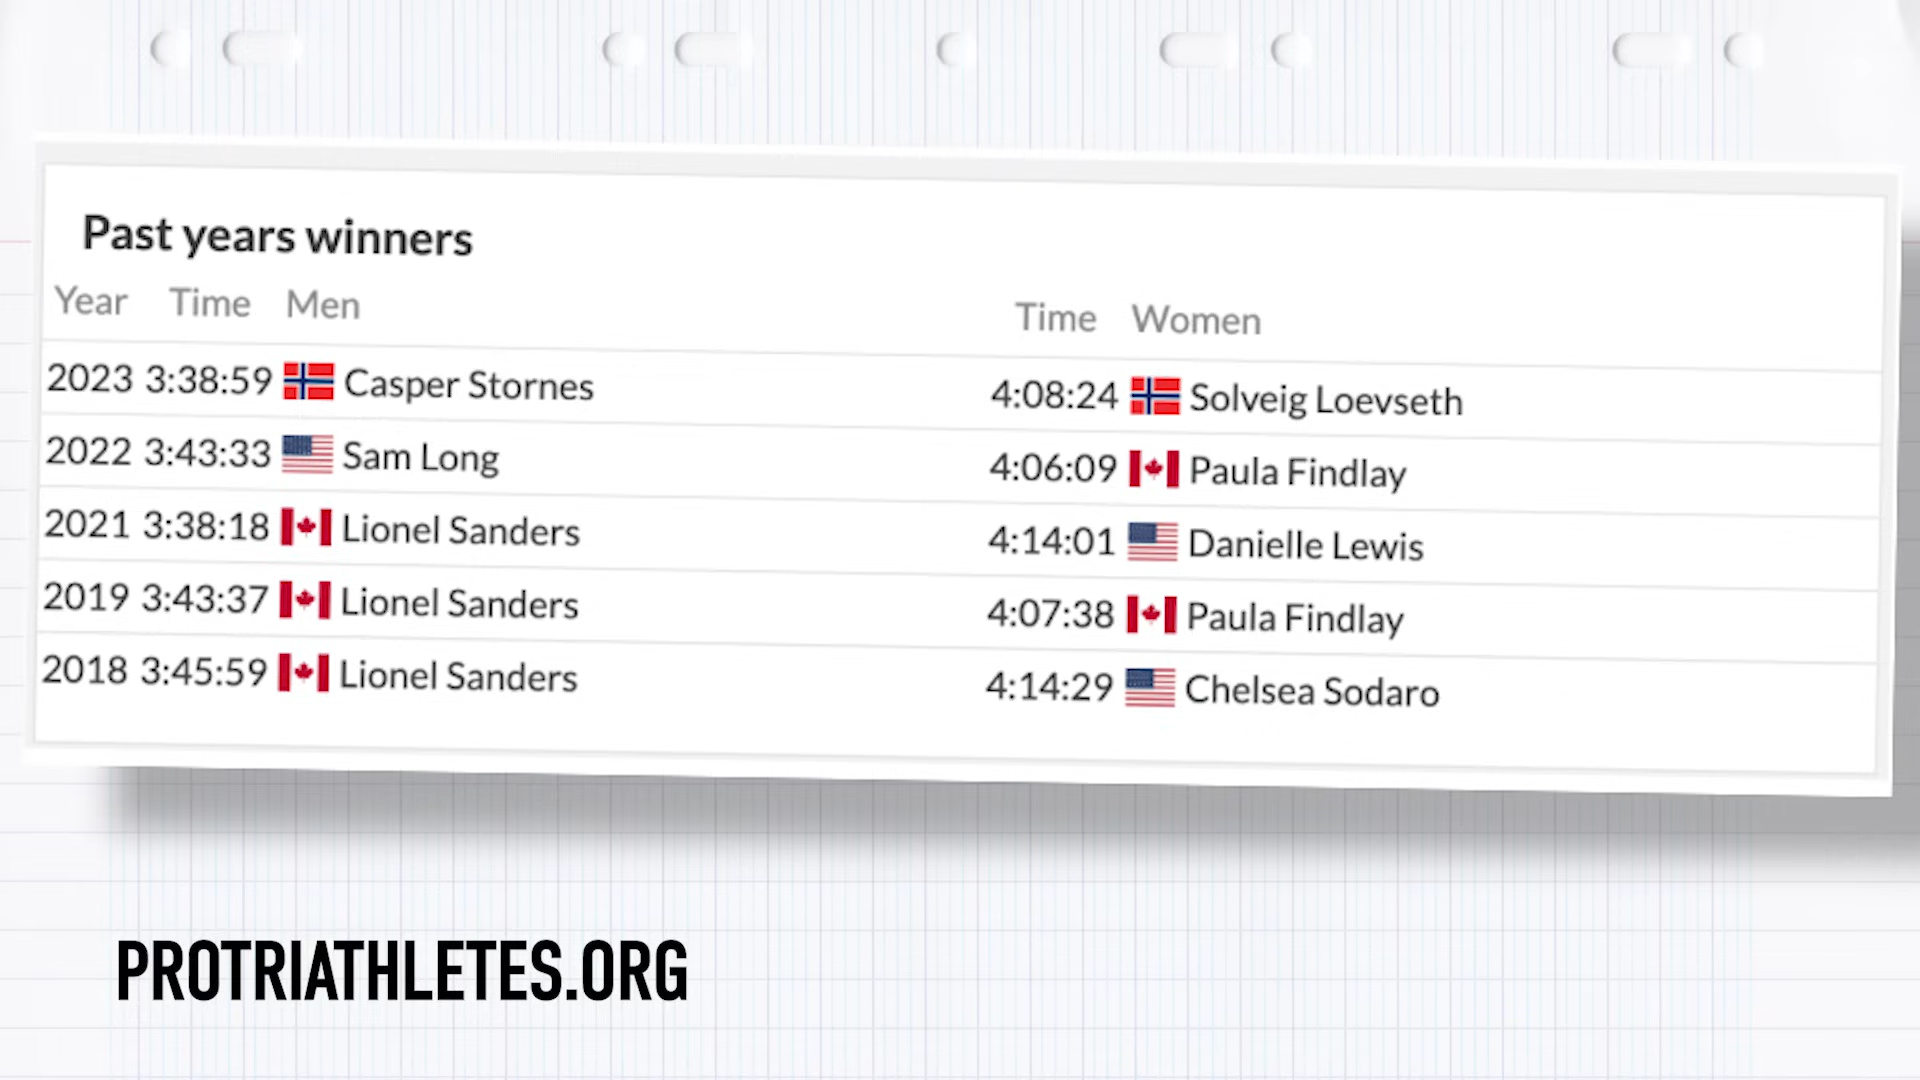 Past years winners
Year Time Men Time Women
2023 3:38:59 Casper Stornes 4:08:24 Solveig Loevseth
2022 3:43:33 Sam Long 4:06:09 Paula Findlay
2021 3:38:18 Lionel Sanders 4:14:01 Danielle Lewis
2019 3:43:37 Lionel Sanders 4:07:38 Paula Findlay
2018 3:45:59 Lionel Sanders 4:14:29 Chelsea Sodaro
PROTRIATHLETES.ORG